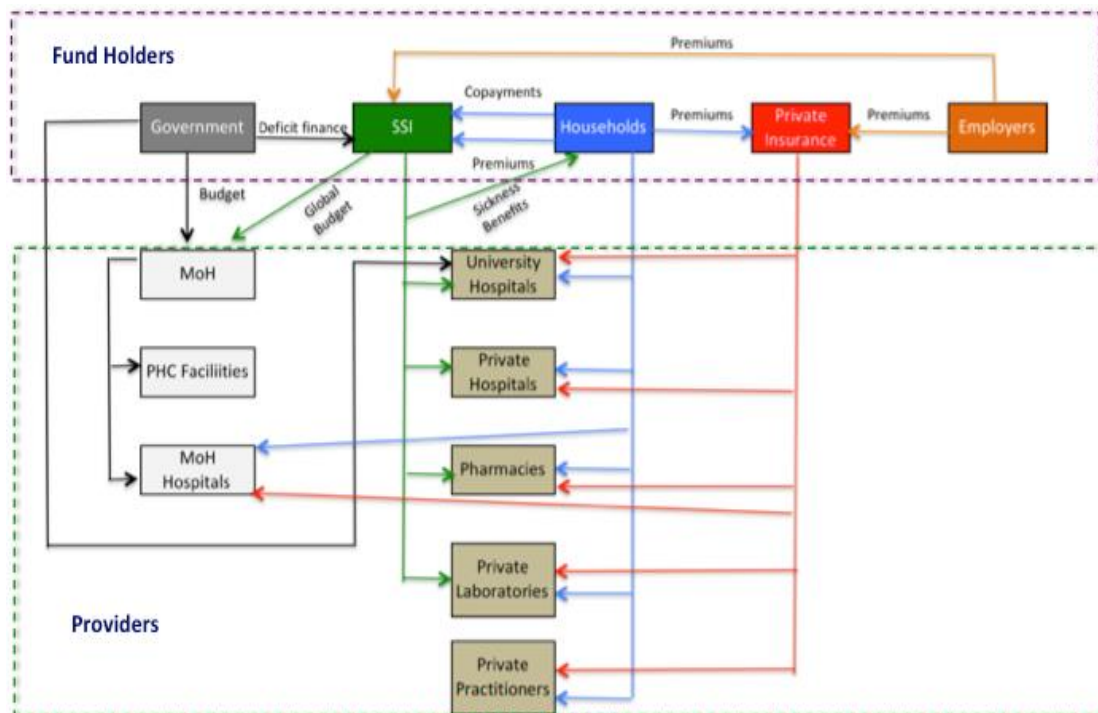 Fund Holders
Premiums
Copayments
Government
Deficit finance
SSI
Households
Premiums
Private
Insurance
Premiums
Employers
Premiums
Budget
Global
Budget
Sickness
Benefits
MoH
University
Hospitals
PHC Faciliities
Private
Hospitals
MoH
Hospitals
Pharmacies
Private
Laboratories
Providers
Private
Practitioners